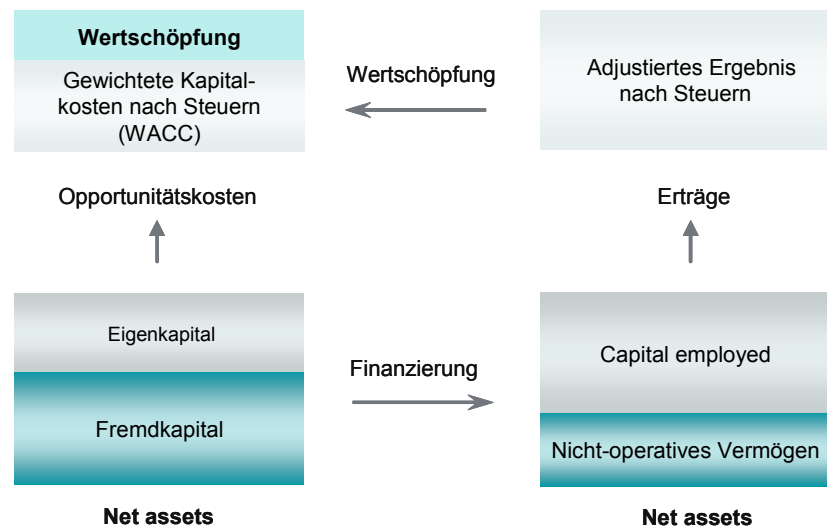 Wertschöpfung
Gewichtete Kapital-
kosten nach Steuern
(WACC)
Wertschöpfung
Adjustiertes Ergebnis
nach Steuern
Opportunitätskosten
Erträge
Eigenkapital
Fremdkapital
Finanzierung
Capital employed
Nicht-operatives Vermögen
Net assets
Net assets